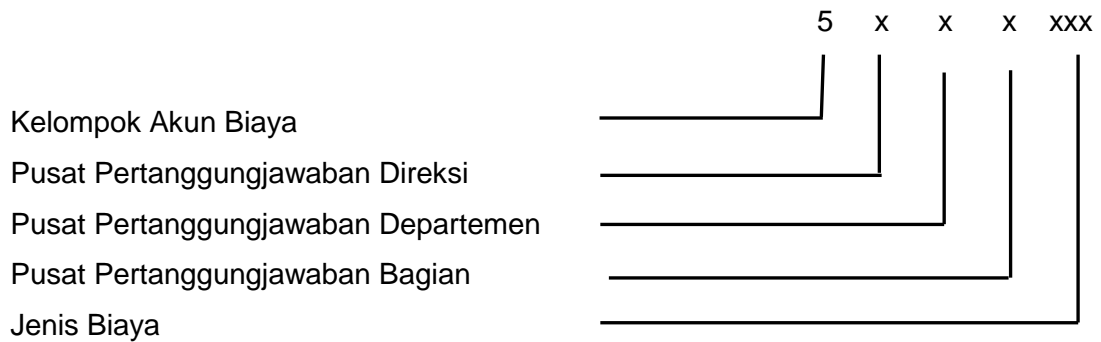 5 x x x xxx
Kelompok Akun Biaya
Pusat Pertanggungjawaban Direksi
Pusat Pertanggungjawaban Departemen
Pusat Pertanggungjawaban Bagian
Jenis Biaya